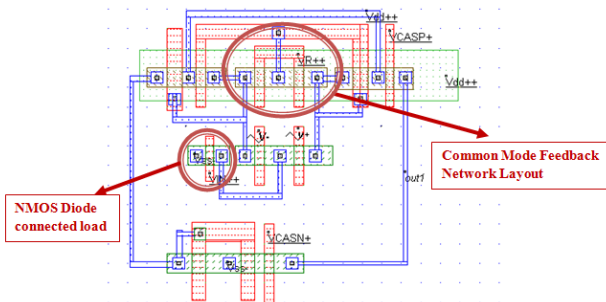 Vdd++
VCASP+
VR++
Vdd++
V-
v+
Common Mode Feedback
Network Layout
NMOS Diode
connected load
out1
VCASN+